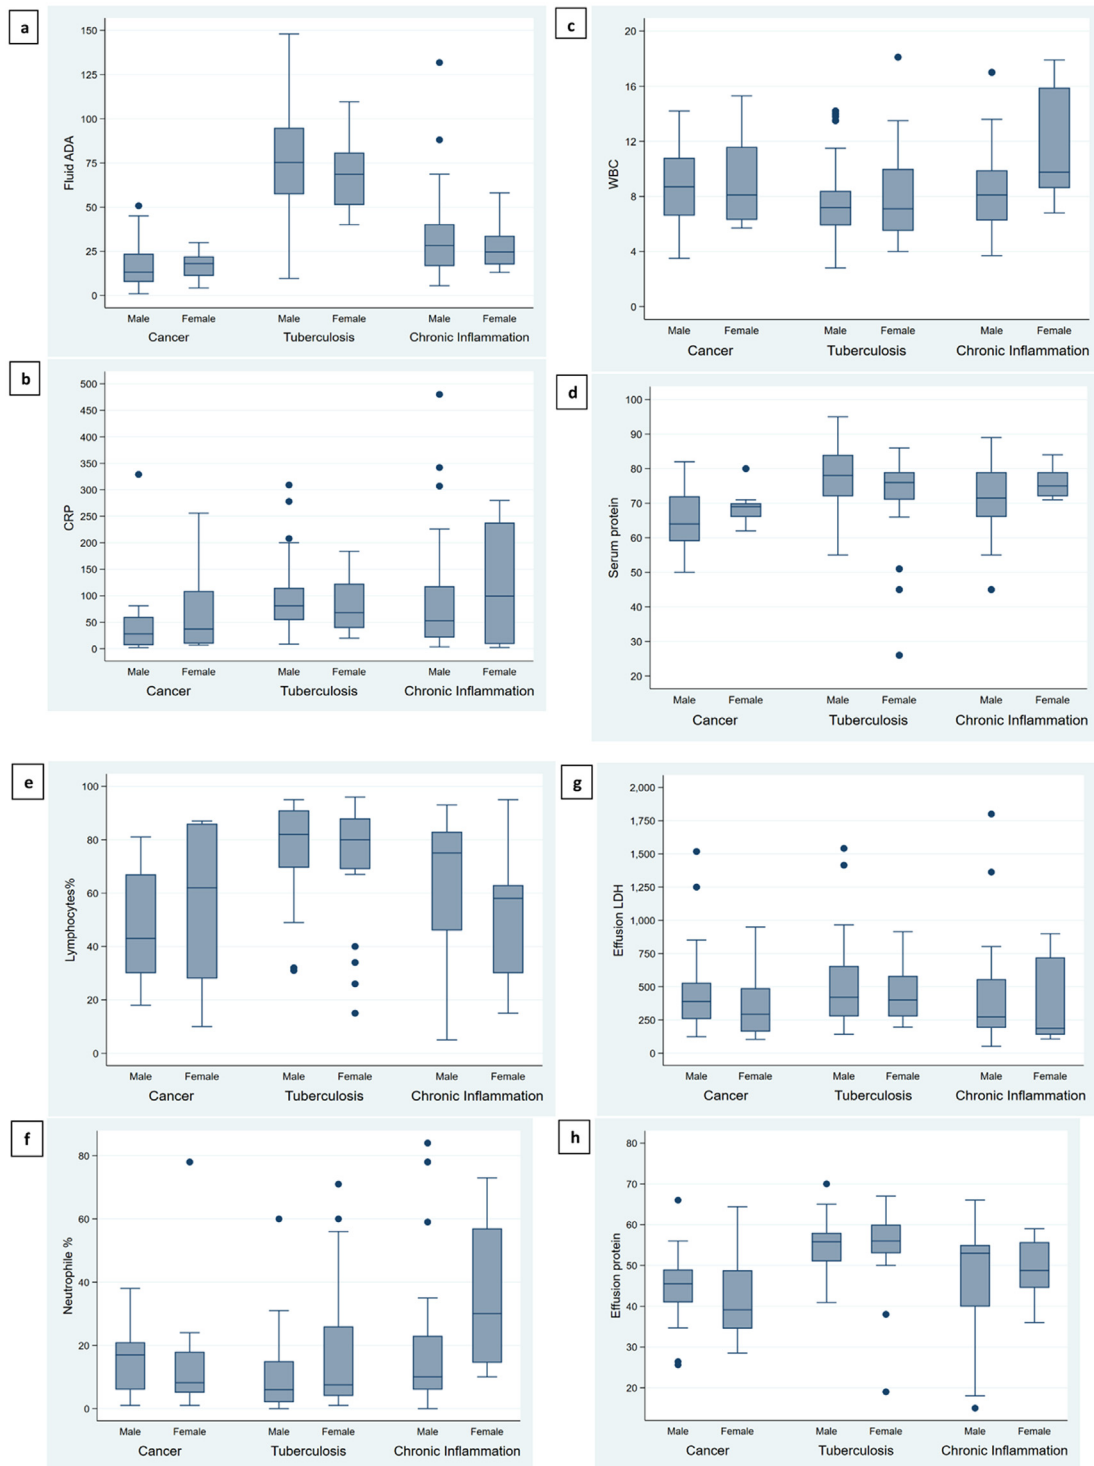 a
150
125
100
75
50
25
0
Fluid ADA
Male Female Male Female Male Female
Cancer Tuberculosis Chronic Inflammation
c
20
16
12
8
4
0
WBC
Male Female Male Female Male Female
Cancer Tuberculosis Chronic Inflammation
b
500
450
400
350
300
250
200
150
100
50
0
CRP
Male Female Male Female Male Female
Cancer Tuberculosis Chronic Inflammation
d
100
90
80
70
60
50
40
30
20
Serum protein
Male Female Male Female Male Female
Cancer Tuberculosis Chronic Inflammation
e
100
80
60
40
20
0
Lymphocytes%
Male Female Male Female Male Female
Cancer Tuberculosis Chronic Inflammation
g
2,000
1,750
1,500
1,250
1,000
750
500
250
0
Effusion LDH
Male Female Male Female Male Female
Cancer Tuberculosis Chronic Inflammation
f
80
60
40
20
0
Neutrophile %
Male Female Male Female Male Female
Cancer Tuberculosis Chronic Inflammation
h
80
70
60
50
40
30
20
Effusion protein
Male Female Male Female Male Female
Cancer Tuberculosis Chronic Inflammation